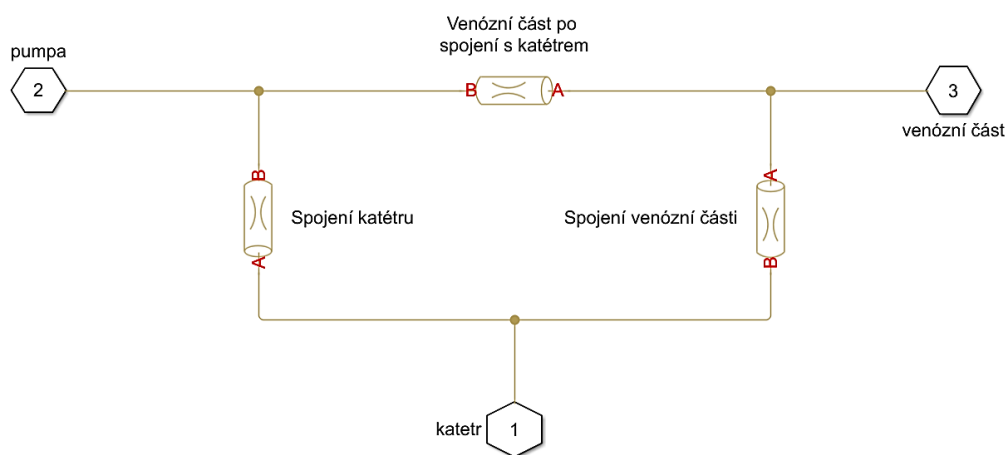 Venózní část po
spojení s katétrem
pumpa
2
B
A
3
venózní část
B
A
Spojení katétru
Spojení venózní části
A
B
katetr
1